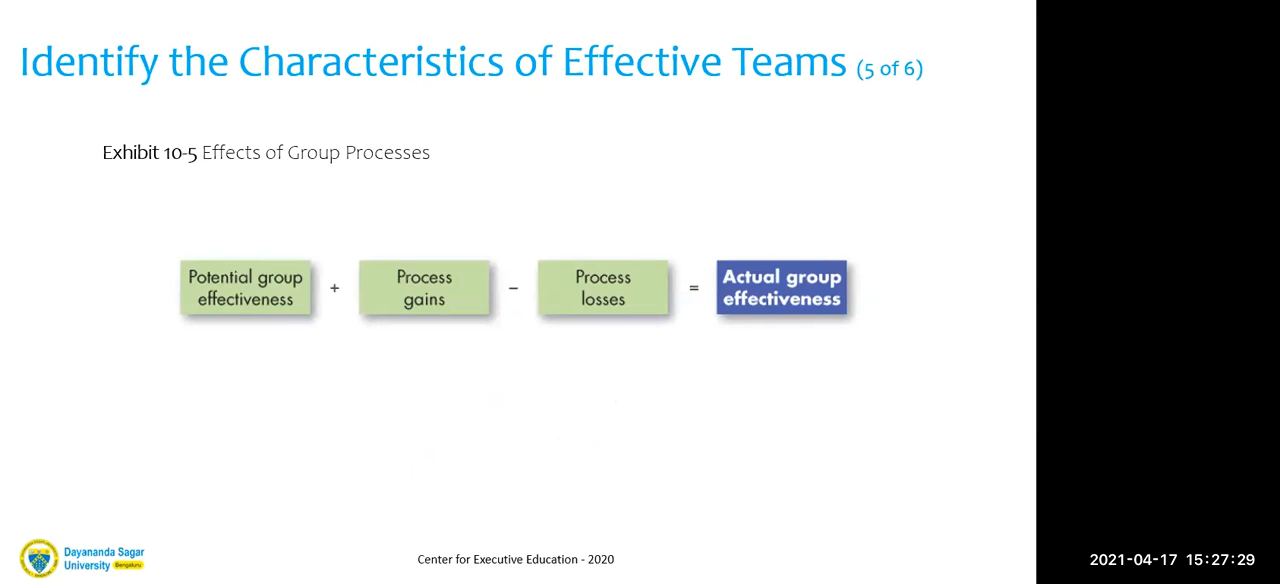 Identify the Characteristics of Effective Teams (5 of 6)
Exhibit 10-5 Effects of Group Processes
Potential group
effectiveness
+
Process
gains
–
Process
losses
=
Actual group
effectiveness
Dayananda Sagar
University Bengaluru
Center for Executive Education - 2020
2021-04-17 15:27:29